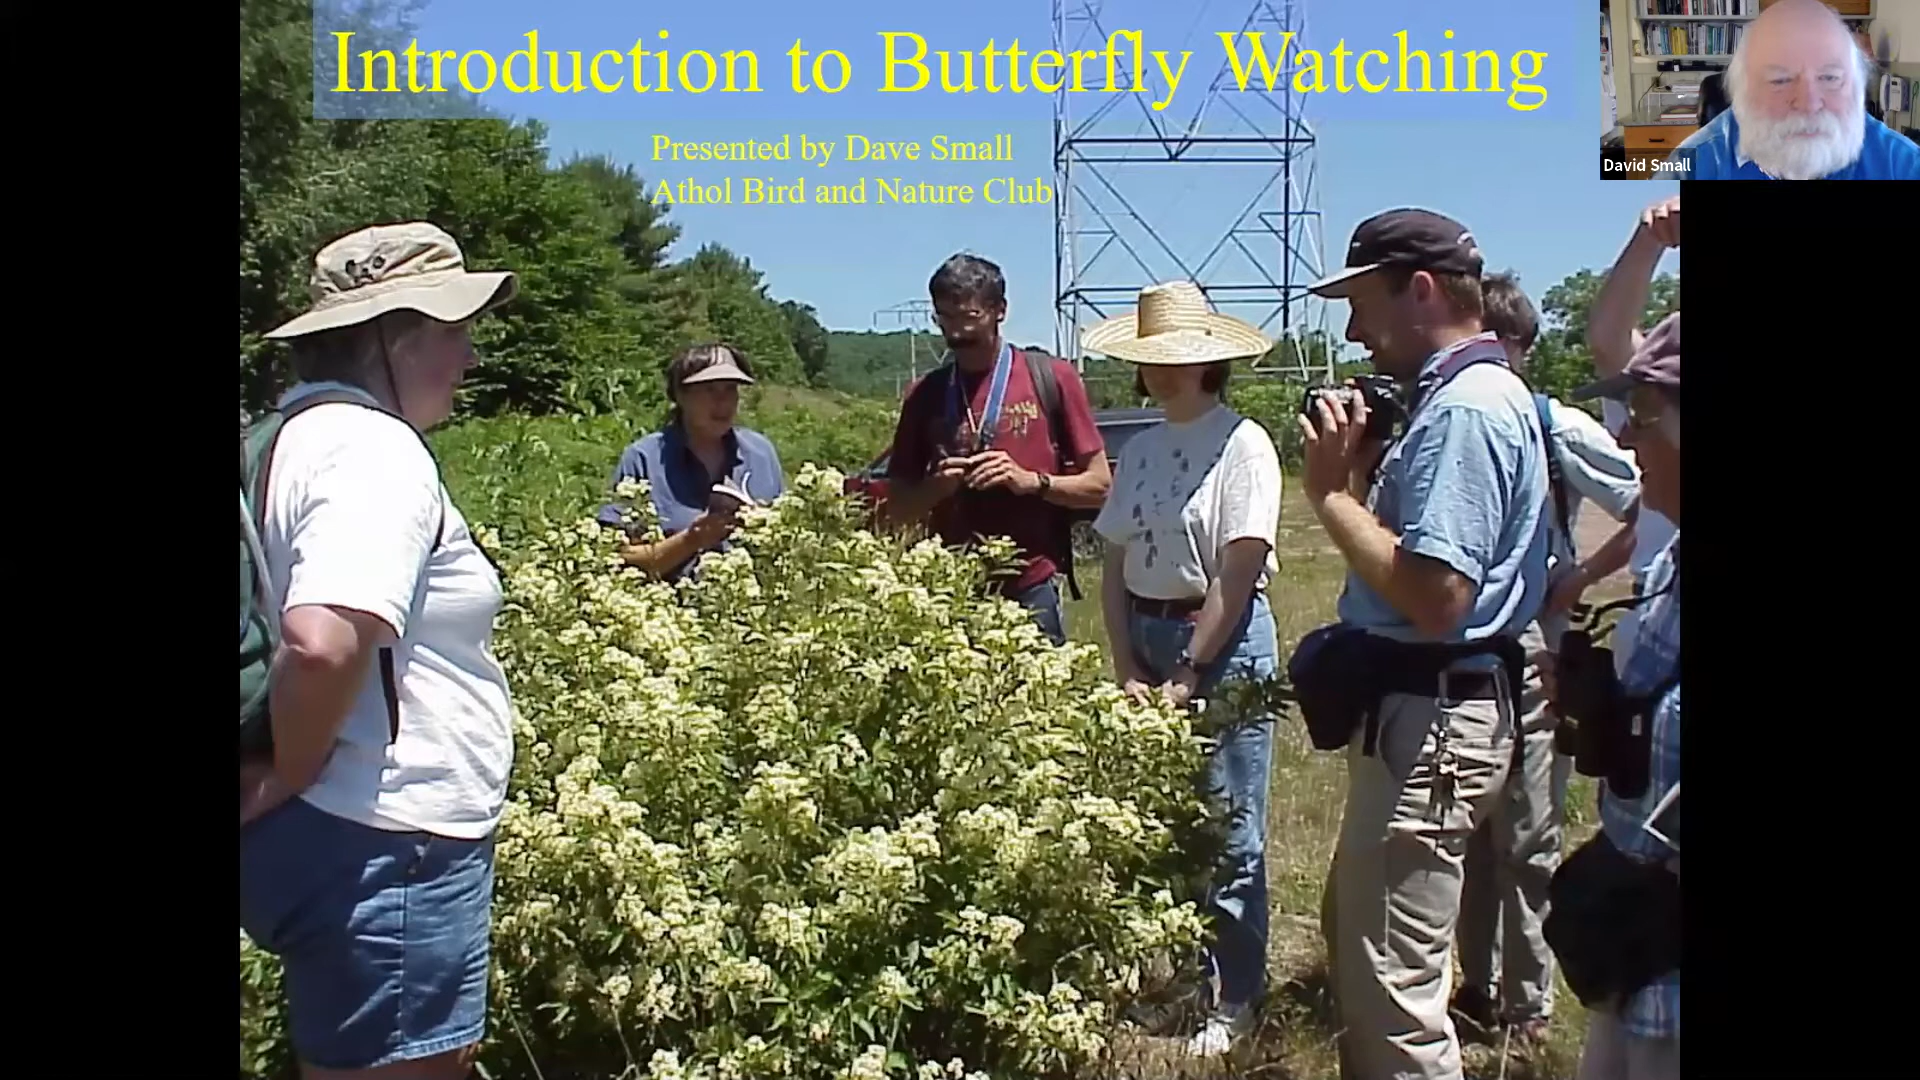 Introduction to Butterfly Watching
Presented by Dave Small
Athol Bird and Nature Club
David Small